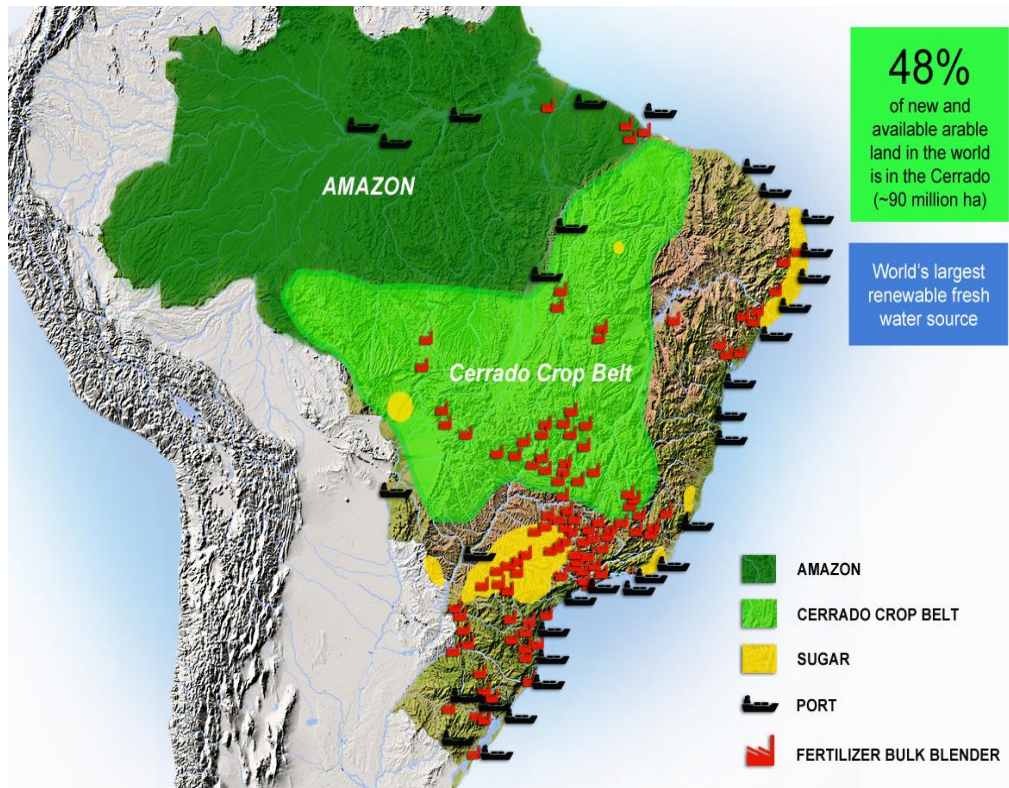 48%
of new and
available arable
land in the world
is in the Cerrado
(~90 million ha)
AMAZON
World's largest
renewable fresh
water source
Cerrado Crop Belt
AMAZON
CERRADO CROP BELT
SUGAR
PORT
FERTILIZER BULK BLENDER